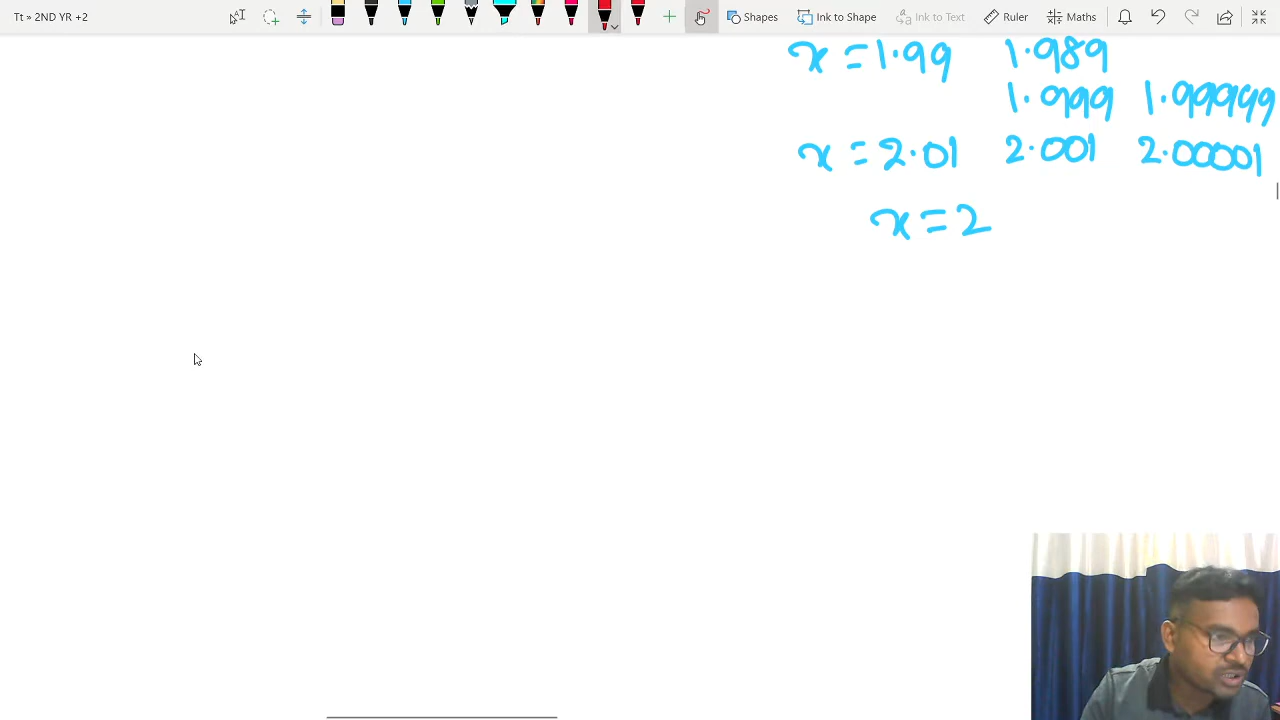 Tt » 2ND YR +2 Shapes Ink to Shape Ink to Text Ruler Maths
x = 1.99 1.989
1.999 1.99999
x = 2.01 2.001 2.00001
x = 2